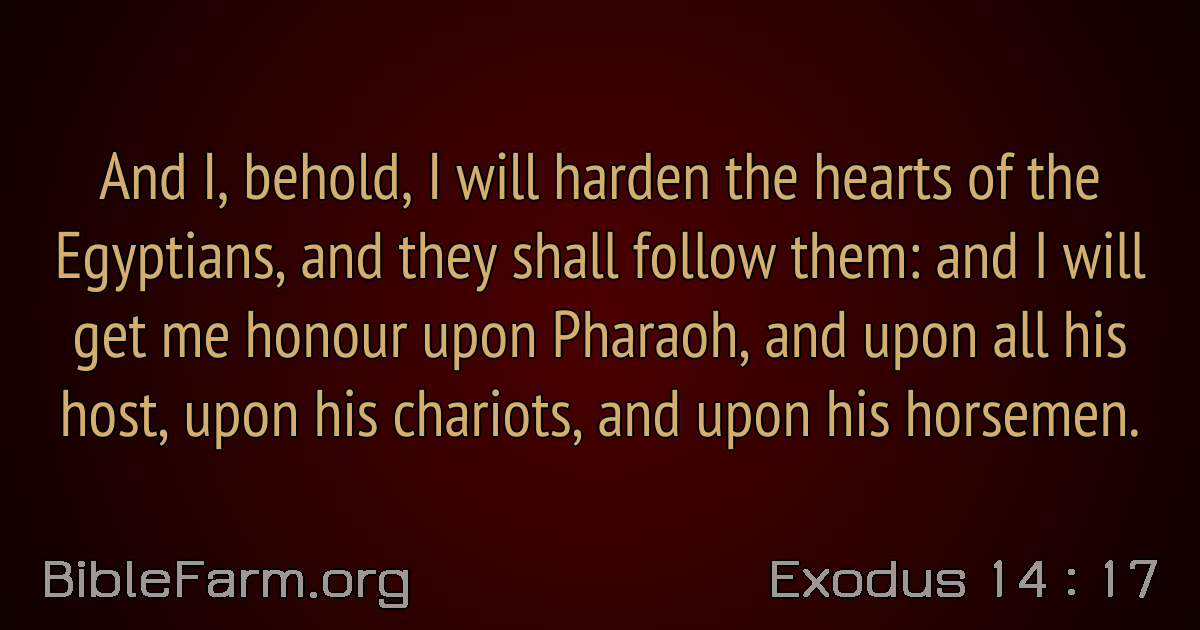 And I, behold, I will harden the hearts of the
Egyptians, and they shall follow them: and I will
get me honour upon Pharaoh, and upon all his
host, upon his chariots, and upon his horsemen.
BibleFarm.org
Exodus 14 : 17